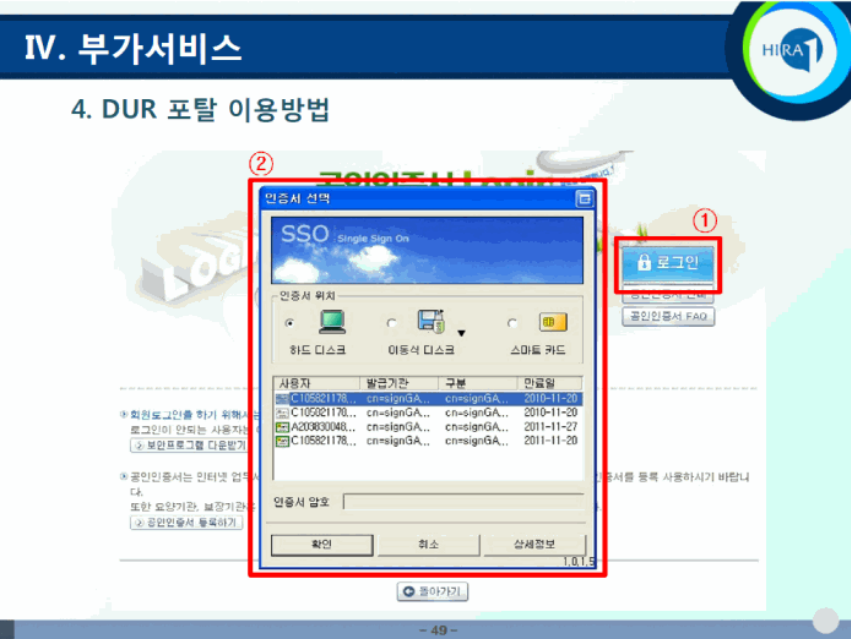 Ⅳ. 부가서비스
HIRA
4. DUR 포탈 이용방법
②
①
인증서 선택
SSO Single Sign On
로그인
인증서 위치
공인인증서 FAQ
하드 디스크 이동식 디스크 스마트 카드
사용자 발급기관 구분 만료일
C105821178... cn=signGA... cn=signGA... 2010-11-20
C105821178... cn=signGA... cn=signGA... 2010-11-20
A203830048... cn=signGA... cn=signGA... 2011-11-27
C105821178... cn=signGA... cn=signGA... 2011-11-20
회원로그인을 하기 위해서는
로그인이 안되는 사용자는
보안프로그램 다운받기
공인인증서는 인터넷 업무 인증서를 등록 사용하시기 바랍니
다.
또한 요양기관, 보장기관
공인인증서 등록하기
인증서 암호
확인 취소 상세정보
1,0,1,5
돌아가기
- 49 -